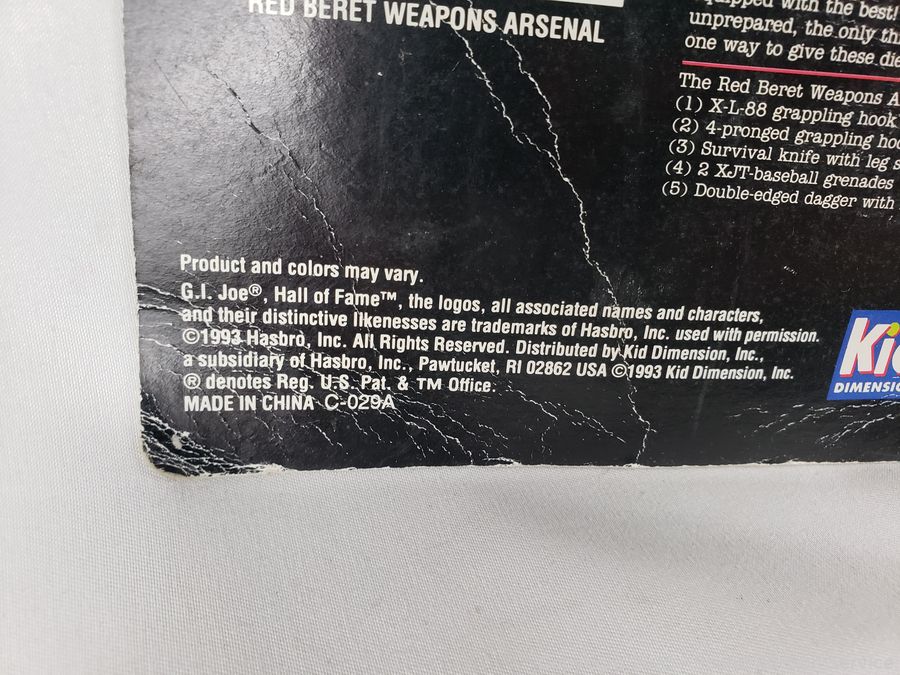 RED BERET WEAPONS ARSENAL
with the best!
unprepared, the only
one way to give these
The Red Beret Weapons
(1) X-L-88 grappling hook
(2) 4-pronged grappling
(3) Survival knife with leg
(4) 2 XJT-baseball grenades
(5) Double-edged dagger with
Product and colors may vary.
G.I. Joe®, Hall of Fame™, the logos, all associated names and characters,
and their distinctive likenesses are trademarks of Hasbro, Inc. used with permission.
©1993 Hasbro, Inc. All Rights Reserved. Distributed by Kid Dimension, Inc.,
a subsidiary of Hasbro, Inc., Pawtucket, RI 02862 USA ©1993 Kid Dimension, Inc.
® denotes Reg. U.S. Pat. & TM Office.
MADE IN CHINA C-029A